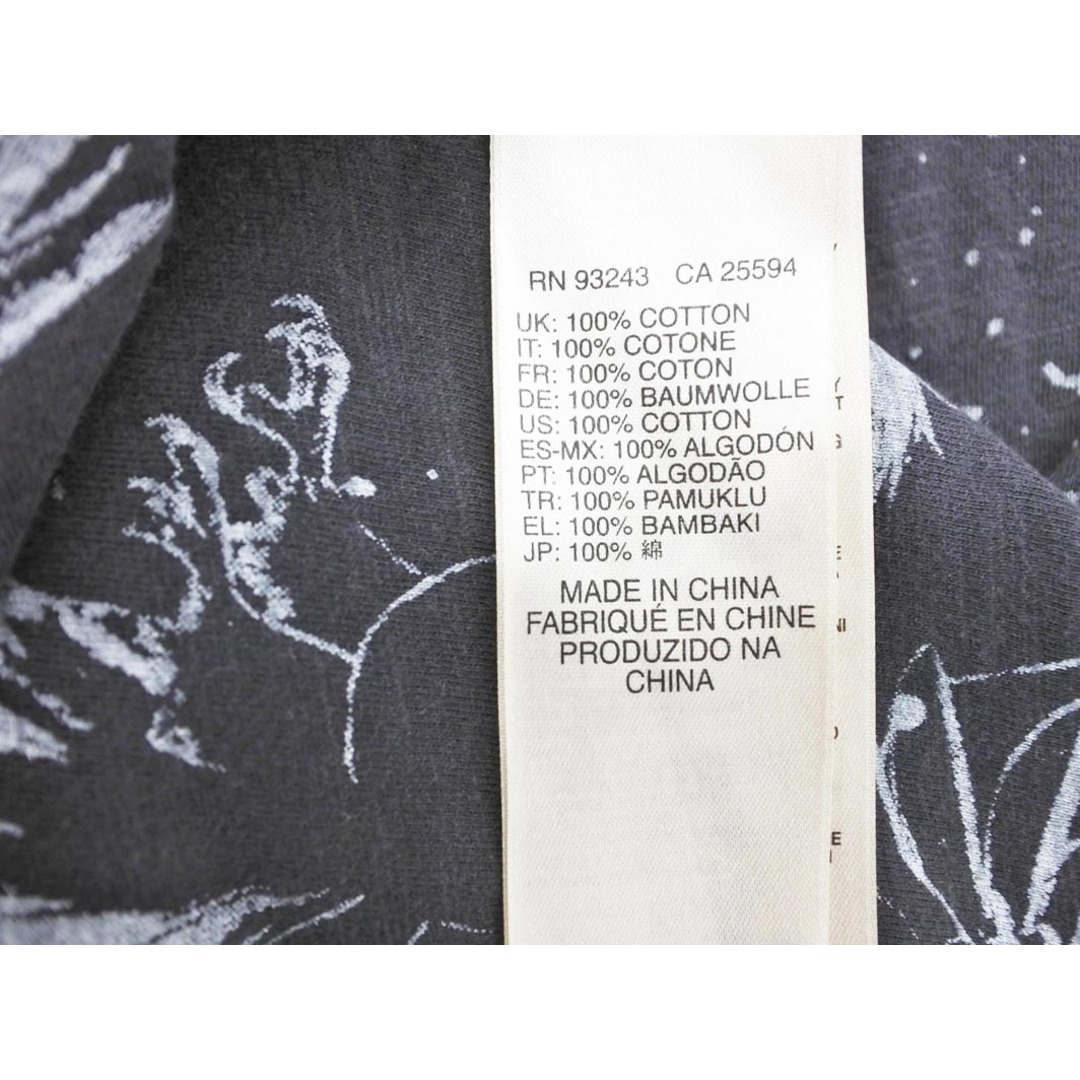 RN 93243 CA 25594
UK: 100% COTTON
IT: 100% COTONE
FR: 100% COTON
DE: 100% BAUMWOLLE
US: 100% COTTON
ES-MX: 100% ALGODÓN
PT: 100% ALGODÃO
TR: 100% PAMUKLU
EL: 100% BAMBAKI
JP: 100% 綿
MADE IN CHINA
FABRIQUÉ EN CHINE
PRODUZIDO NA
CHINA